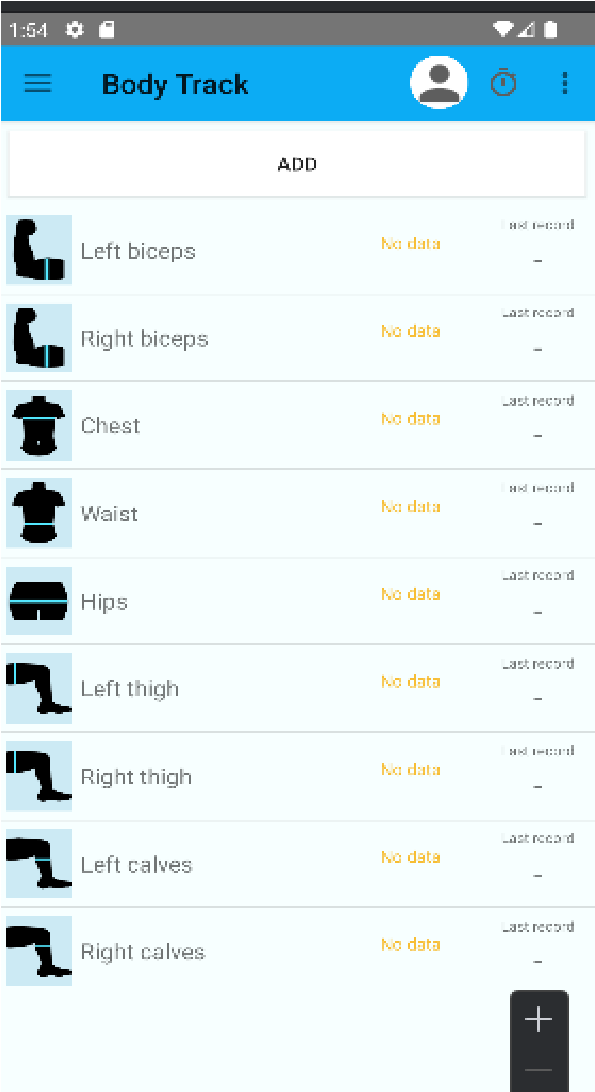 1:54
Body Track
ADD
Left biceps
No data
Last record
–
Right biceps
No data
Last record
–
Chest
No data
Last record
–
Waist
No data
Last record
–
Hips
No data
Last record
–
Left thigh
No data
Last record
–
Right thigh
No data
Last record
–
Left calves
No data
Last record
–
Right calves
No data
Last record
–